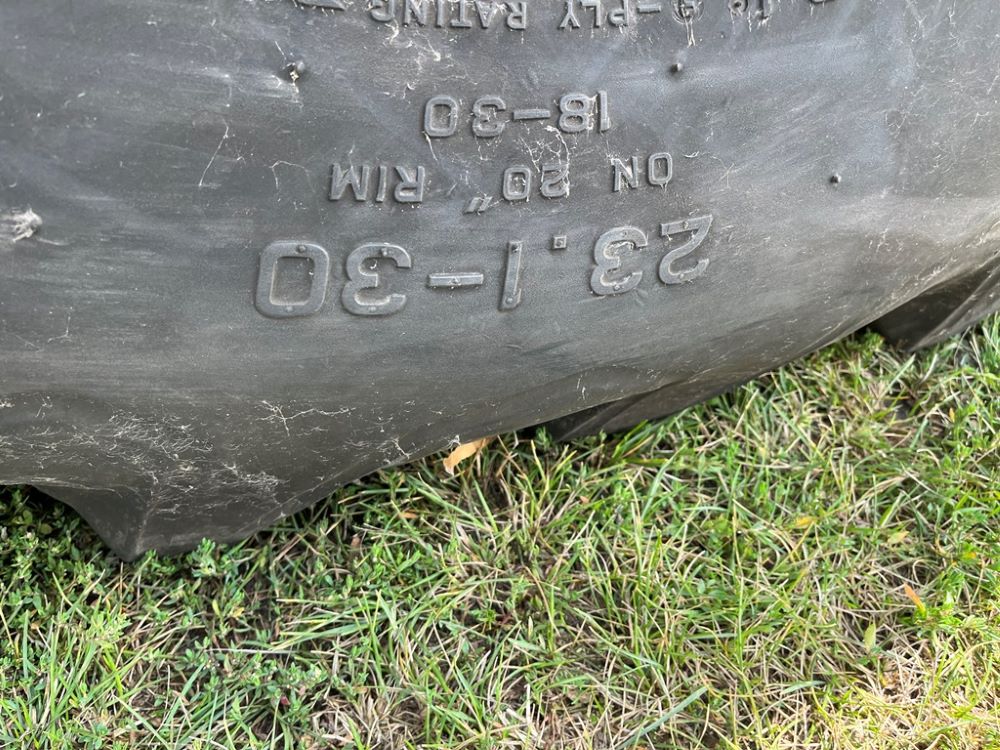 23.1-30
ON 20" RIM
18-30
-PLY RATING